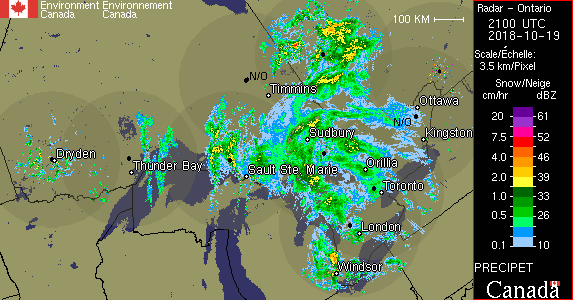 Environment Environnement
Canada Canada
100 KM
N/O
Timmins
Ottawa
N/O
Sudbury
Kingston
Dryden
Thunder Bay
Sault Ste. Marie
Orillia
Toronto
London
Windsor
Radar - Ontario
2100 UTC
2018-10-19
Scale/Échelle:
3.5 km/Pixel
Snow/Neige
cm/hr dBZ
20 61
7.5 52
4.0 46
2.0 39
1.0 33
0.5 26
0.1 10
PRECIPET
Canada